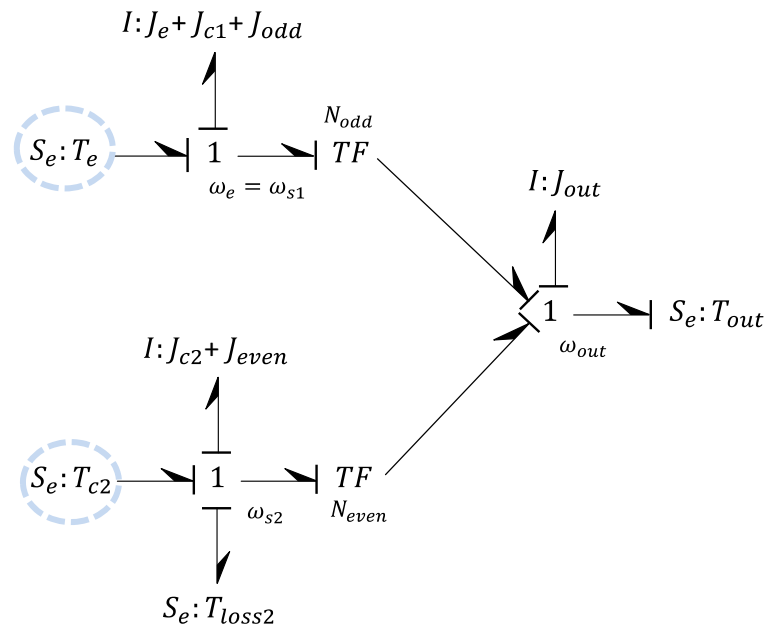 I: J_e + J_c1 + J_odd
N_odd
S_e: T_e 1 TF
ω_e = ω_s1
I: J_out
1 S_e: T_out
ω_out
I: J_c2 + J_even
S_e: T_c2 1 TF
ω_s2 N_even
S_e: T_loss2